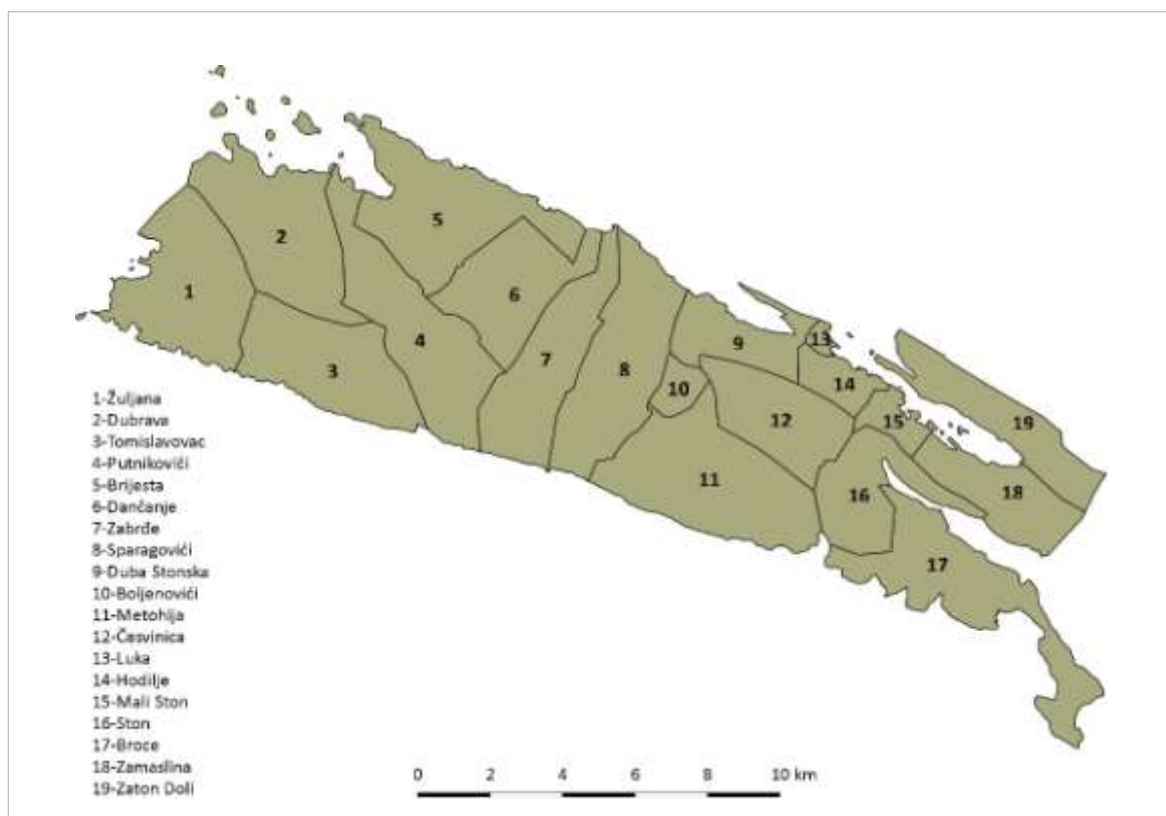 5
2
6
1
4
7
9
13
3
8
10
14
12
15
19
11
16
18
17
1-Žuljana
2-Dubrava
3-Tomislavovac
4-Putnikovići
5-Brijesta
6-Dančanje
7-Zabrđe
8-Sparagovići
9-Duba Stonska
10-Boljenovići
11-Metohija
12-Česvinica
13-Luka
14-Hodilje
15-Mali Ston
16-Ston
17-Broce
18-Zamaslina
19-Zaton Doli
0 2 4 6 8 10 km